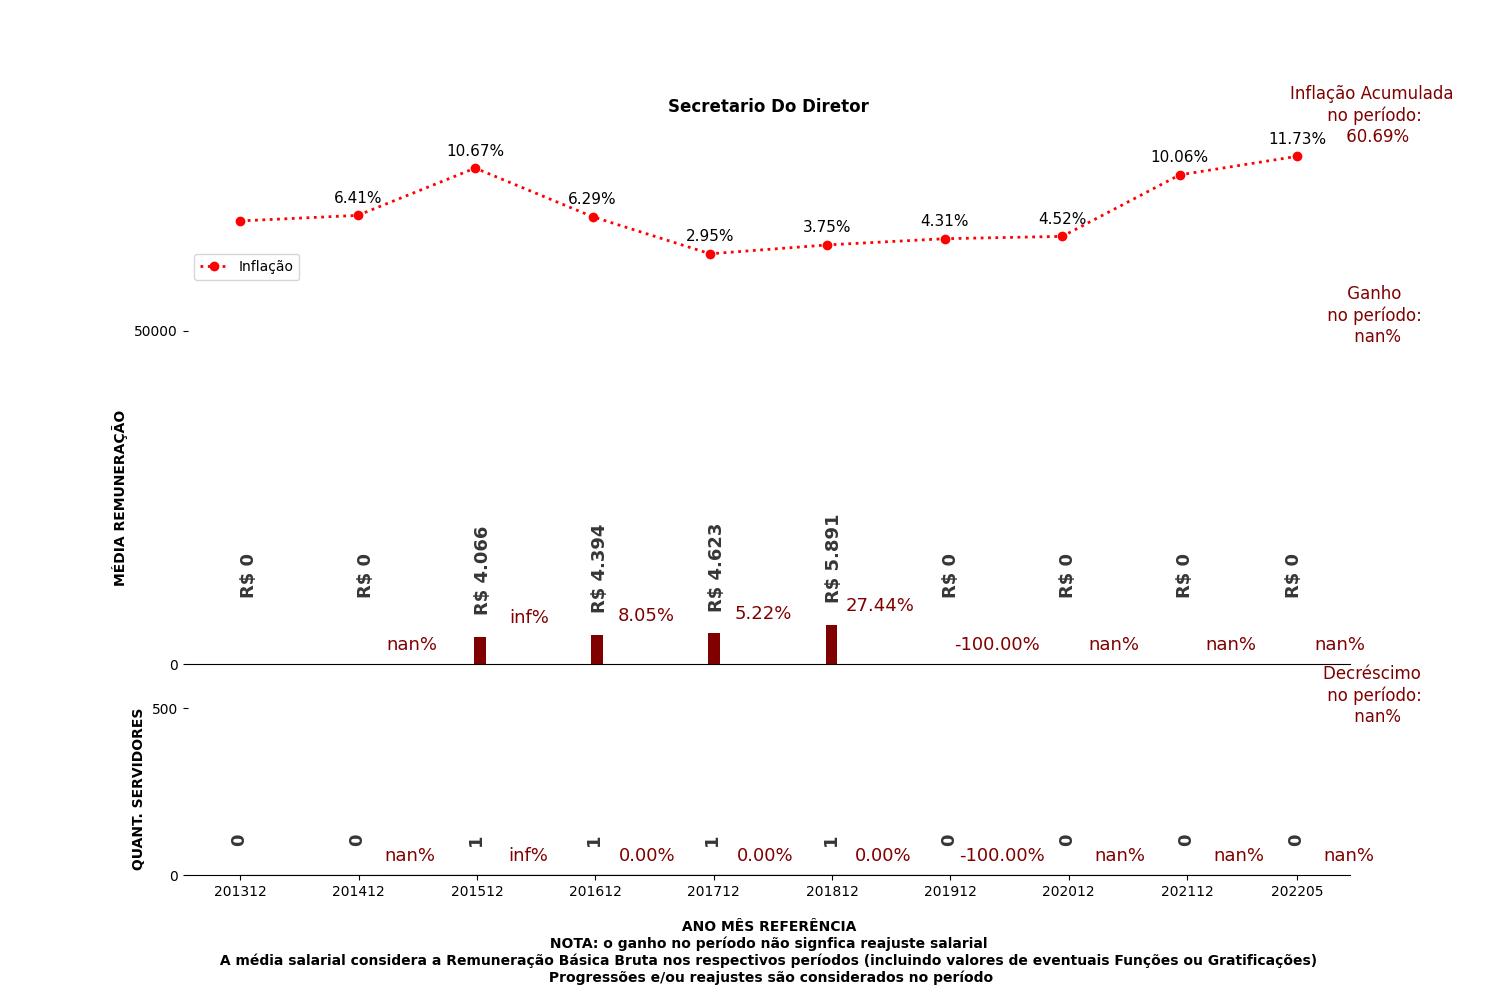 Secretario Do Diretor
Inflação Acumulada
no período:
60.69%
6.41%
10.67%
6.29%
2.95%
3.75%
4.31%
4.52%
10.06%
11.73%
Inflação
Ganho
no período:
nan%
50000
0
MÉDIA REMUNERAÇÃO
R$ 0
R$ 0
R$ 4.066
R$ 4.394
R$ 4.623
R$ 5.891
R$ 0
R$ 0
R$ 0
R$ 0
nan%
inf%
8.05%
5.22%
27.44%
-100.00%
nan%
nan%
nan%
Decréscimo
no período:
nan%
500
0
QUANT. SERVIDORES
0
0
1
1
1
1
0
0
0
0
nan%
inf%
0.00%
0.00%
0.00%
-100.00%
nan%
nan%
nan%
201312
201412
201512
201612
201712
201812
201912
202012
202112
202205
ANO MÊS REFERÊNCIA
NOTA: o ganho no período não signfica reajuste salarial
A média salarial considera a Remuneração Básica Bruta nos respectivos períodos (incluindo valores de eventuais Funções ou Gratificações)
Progressões e/ou reajustes são considerados no período